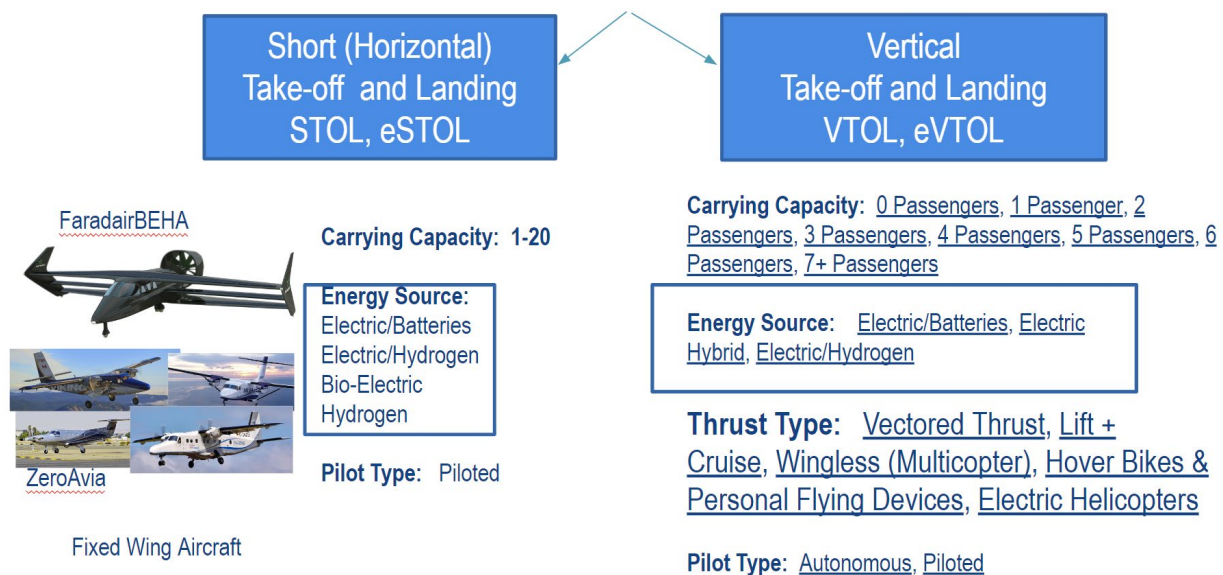 Short (Horizontal)
Take-off and Landing
STOL, eSTOL
Vertical
Take-off and Landing
VTOL, eVTOL
FaradairBEHA
Carrying Capacity: 1-20
Energy Source:
Electric/Batteries
Electric/Hydrogen
Bio-Electric
Hydrogen
Pilot Type: Piloted
ZeroAvia
Fixed Wing Aircraft
Carrying Capacity: 0 Passengers, 1 Passenger, 2
Passengers, 3 Passengers, 4 Passengers, 5 Passengers, 6
Passengers, 7+ Passengers
Energy Source: Electric/Batteries, Electric
Hybrid, Electric/Hydrogen
Thrust Type: Vectored Thrust, Lift +
Cruise, Wingless (Multicopter), Hover Bikes &
Personal Flying Devices, Electric Helicopters
Pilot Type: Autonomous, Piloted